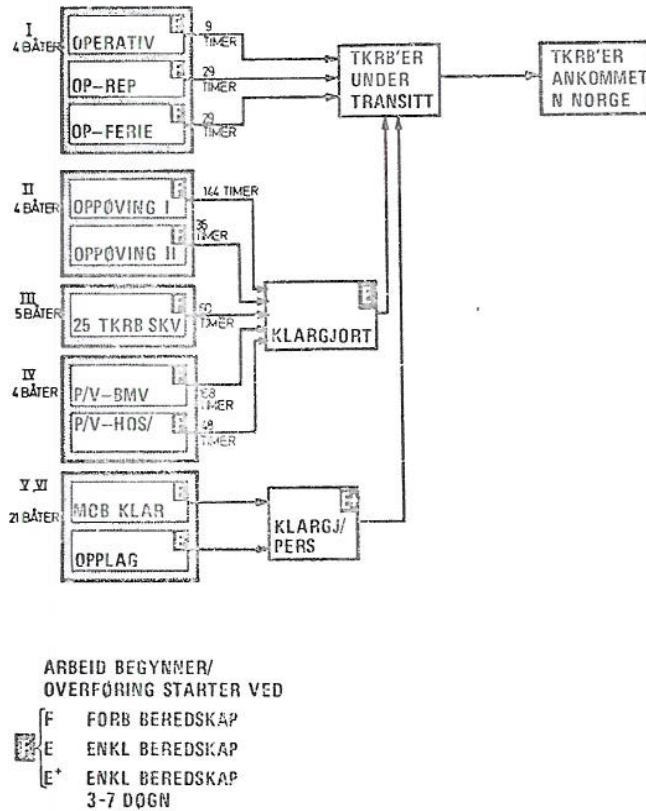 I
4 BÅTER
OPERATIV
9
TIMER
OP-REP
29
TIMER
OP-FERIE
29
TIMER
TKRB'ER
UNDER
TRANSITT
TKRB'ER
ANKOMMET
N NORGE
II
4 BÅTER
OPPØVING I
144 TIMER
OPPØVING II
TIMER
III
5 BÅTER
25 TKRB SKV
TIMER
KLARGJORT
IV
4 BÅTER
P/V-BMV
TIMER
P/V-HOS/
TIMER
V, VI
21 BÅTER
MOB KLAR
OPPLAG
KLARGJ/
PERS
ARBEID BEGYNNER/
OVERFØRING STARTER VED
F FORB BEREDSKAP
E ENKL BEREDSKAP
E+ ENKL BEREDSKAP
3-7 DØGN